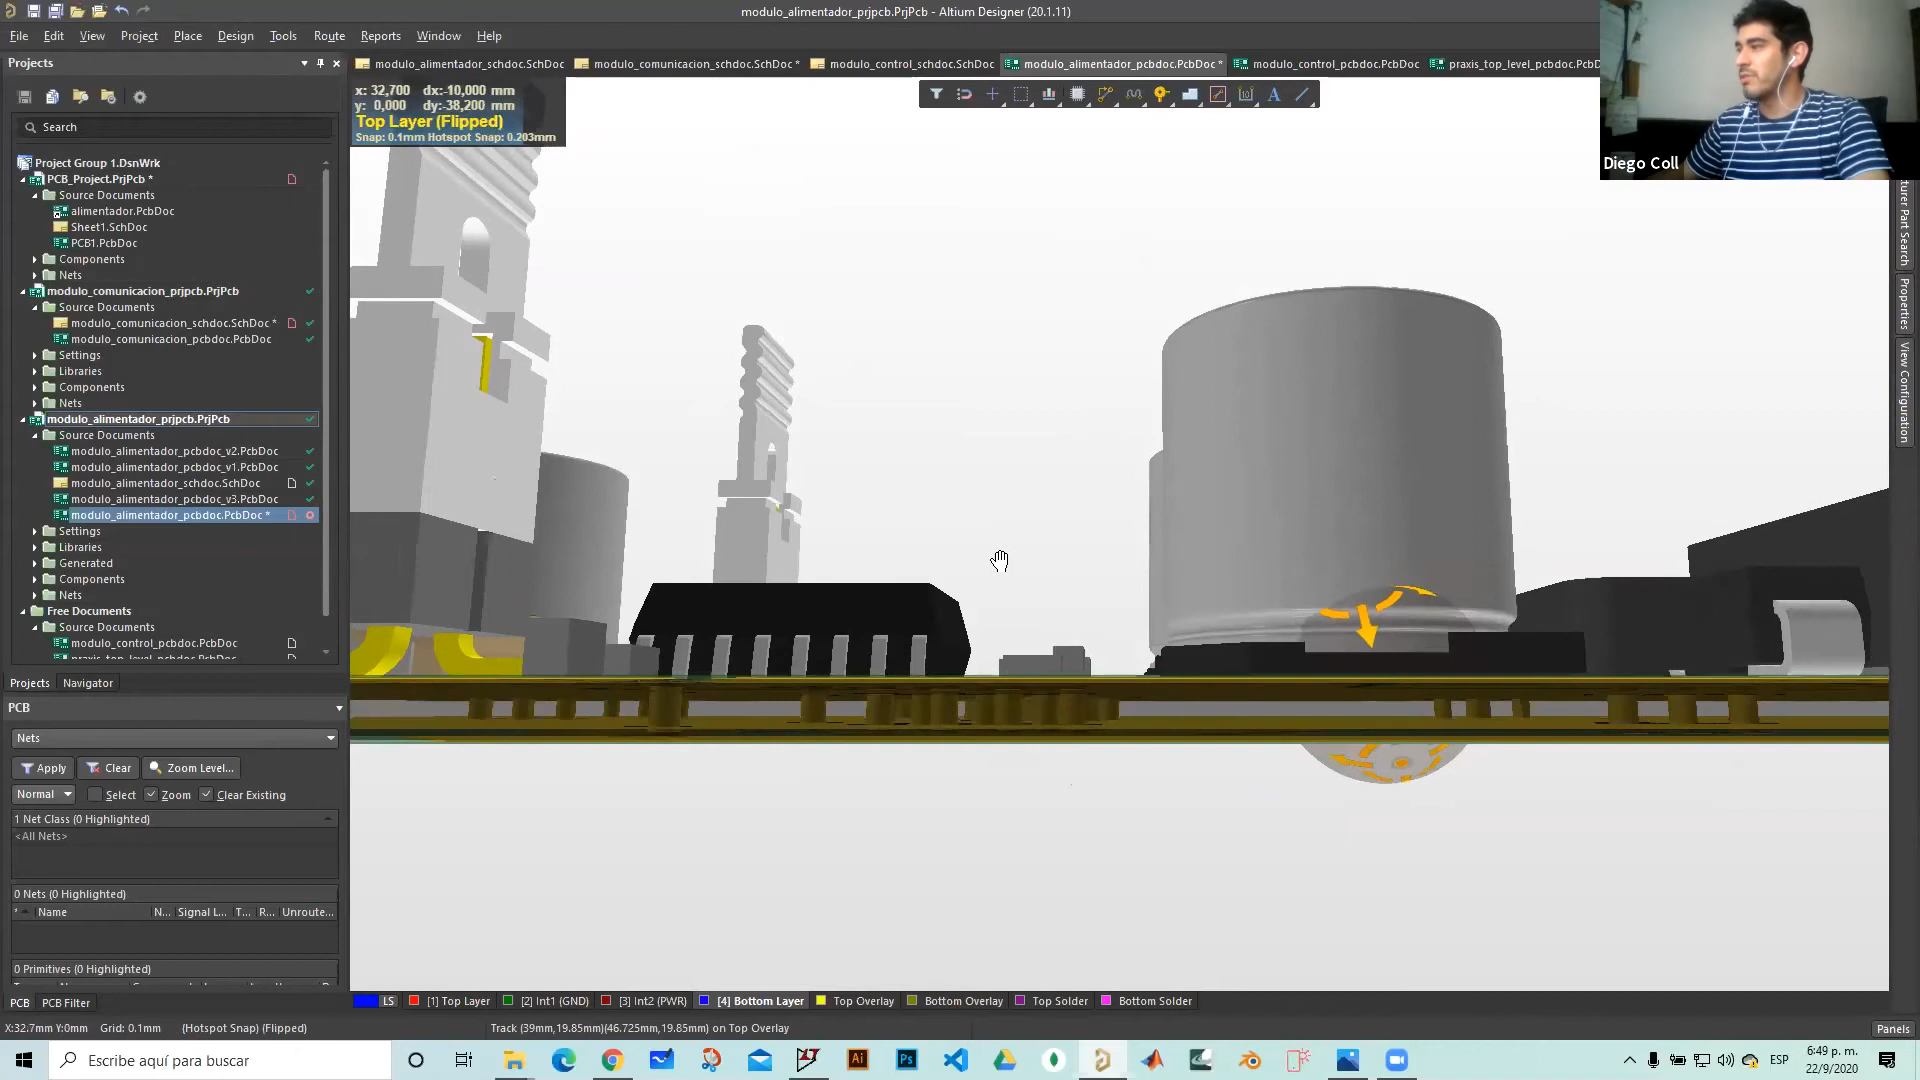 modulo_alimentador_prjpcb.PrjPcb - Altium Designer (20.1.11)
File Edit View Project Place Design Tools Route Reports Window Help
Projects
modulo_alimentador_schdoc.SchDoc modulo_comunicacion_schdoc.SchDoc * modulo_control_schdoc.SchDoc modulo_alimentador_pcbdoc.PcbDoc * modulo_control_pcbdoc.PcbDoc praxis_top_level_pcbdoc.PcbD
x: 32,700 dx:-10,000 mm
y: 0,000 dy:-38,200 mm
Top Layer (Flipped)
Snap: 0.1mm Hotspot Snap: 0.203mm
Diego Coll
Search
Project Group 1.DsnWrk
PCB_Project.PrjPcb *
Source Documents
alimentador.PcbDoc
Sheet1.SchDoc
PCB1.PcbDoc
Components
Nets
modulo_comunicacion_prjpcb.PrjPcb
Source Documents
modulo_comunicacion_schdoc.SchDoc *
modulo_comunicacion_pcbdoc.PcbDoc
Settings
Libraries
Components
Nets
modulo_alimentador_prjpcb.PrjPcb
Source Documents
modulo_alimentador_pcbdoc_v2.PcbDoc
modulo_alimentador_pcbdoc_v1.PcbDoc
modulo_alimentador_schdoc.SchDoc
modulo_alimentador_pcbdoc_v3.PcbDoc
modulo_alimentador_pcbdoc.PcbDoc *
Settings
Libraries
Generated
Components
Nets
Free Documents
Source Documents
modulo_control_pcbdoc.PcbDoc
praxis_top_level_pcbdoc.PcbDoc
Projects Navigator
PCB
Nets
Apply Clear Zoom Level...
Normal Select Zoom Clear Existing
1 Net Class (0 Highlighted)
<All Nets>
0 Nets (0 Highlighted)
* Name N... Signal L... T... R... Unroute...
0 Primitives (0 Highlighted)
PCB PCB Filter
LS [1] Top Layer [2] Int1 (GND) [3] Int2 (PWR) [4] Bottom Layer Top Overlay Bottom Overlay Top Solder Bottom Solder
X:32.7mm Y:0mm Grid: 0.1mm (Hotspot Snap) (Flipped) Track (39mm,19.85mm)(46.725mm,19.85mm) on Top Overlay
Panels
Part Search
Properties
View Configuration
Escribe aquí para buscar
Ai
Ps
ESP
6:49 p. m.
22/9/2020